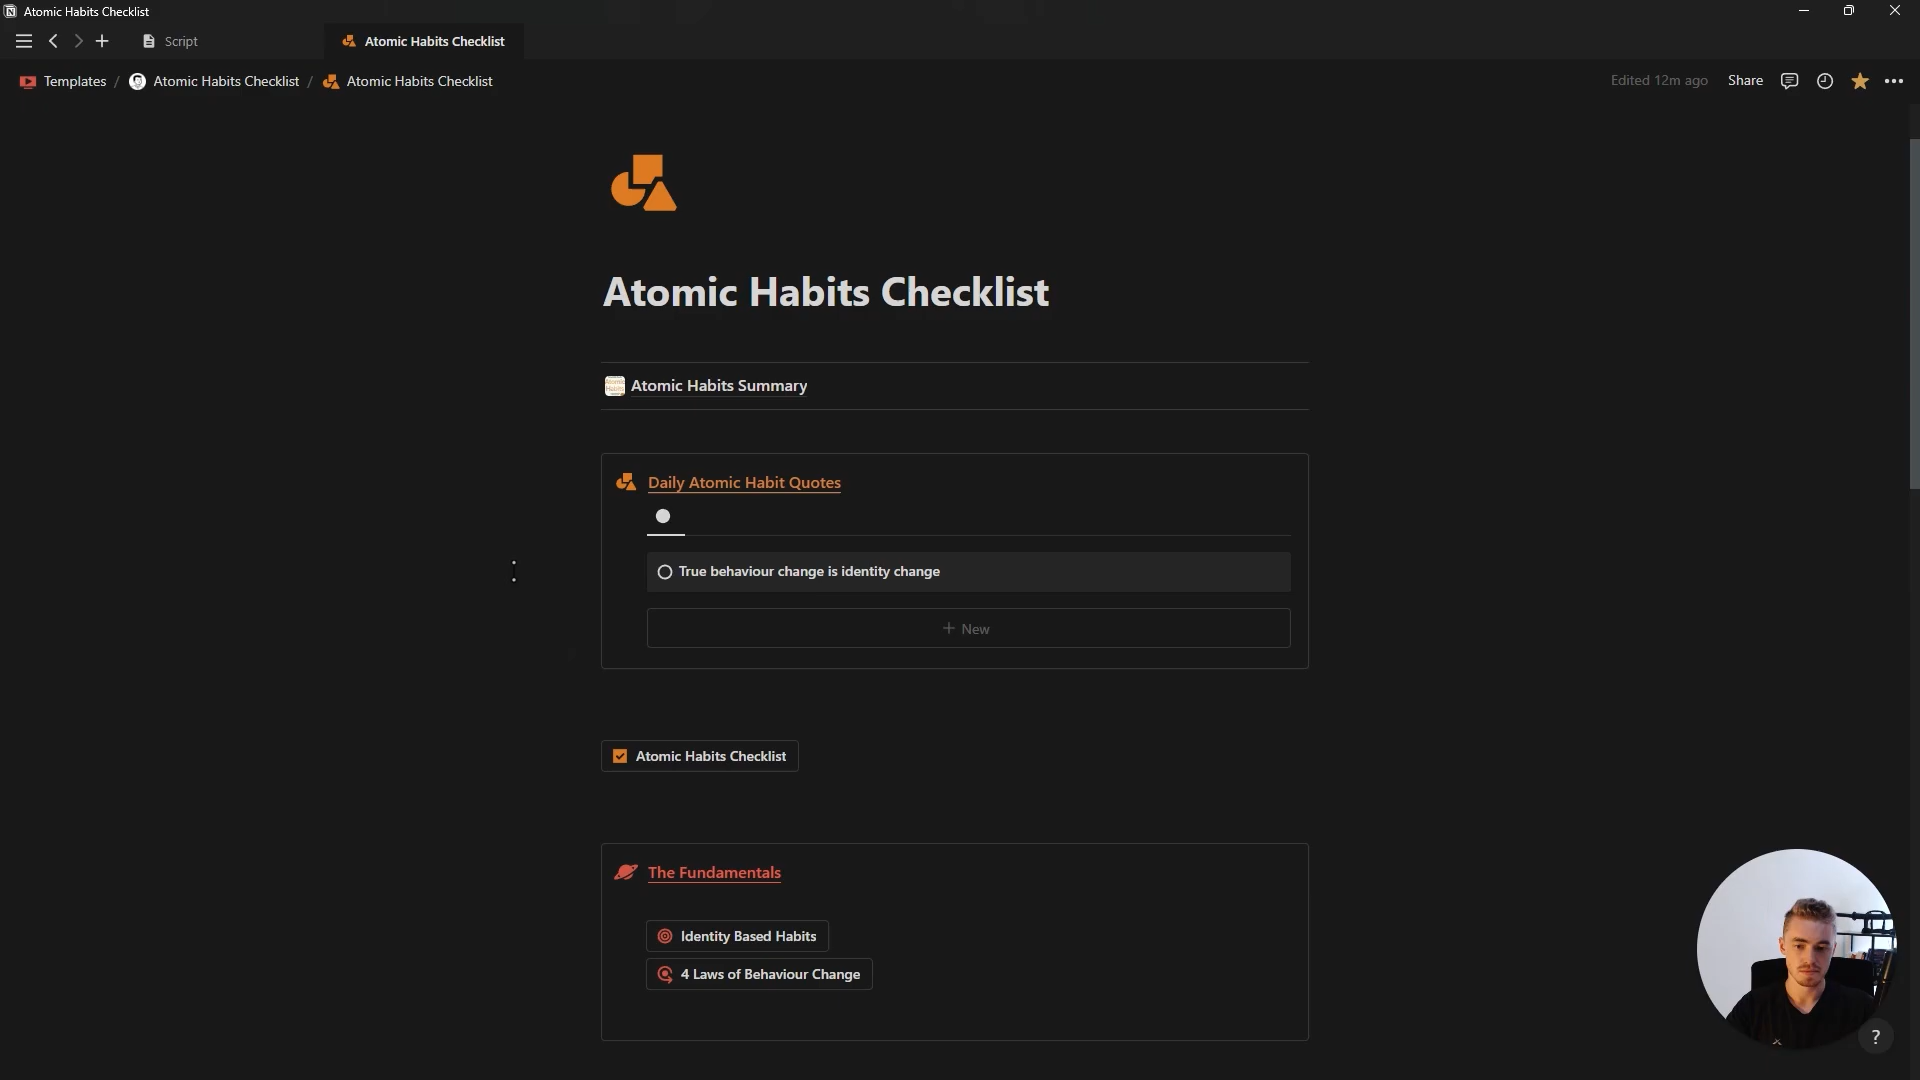 Atomic Habits Checklist
Script
Atomic Habits Checklist
Templates / Atomic Habits Checklist / Atomic Habits Checklist
Edited 12m ago
Share
Atomic Habits Checklist
Atomic Habits Summary
Daily Atomic Habit Quotes
True behaviour change is identity change
+ New
Atomic Habits Checklist
The Fundamentals
Identity Based Habits
4 Laws of Behaviour Change
?